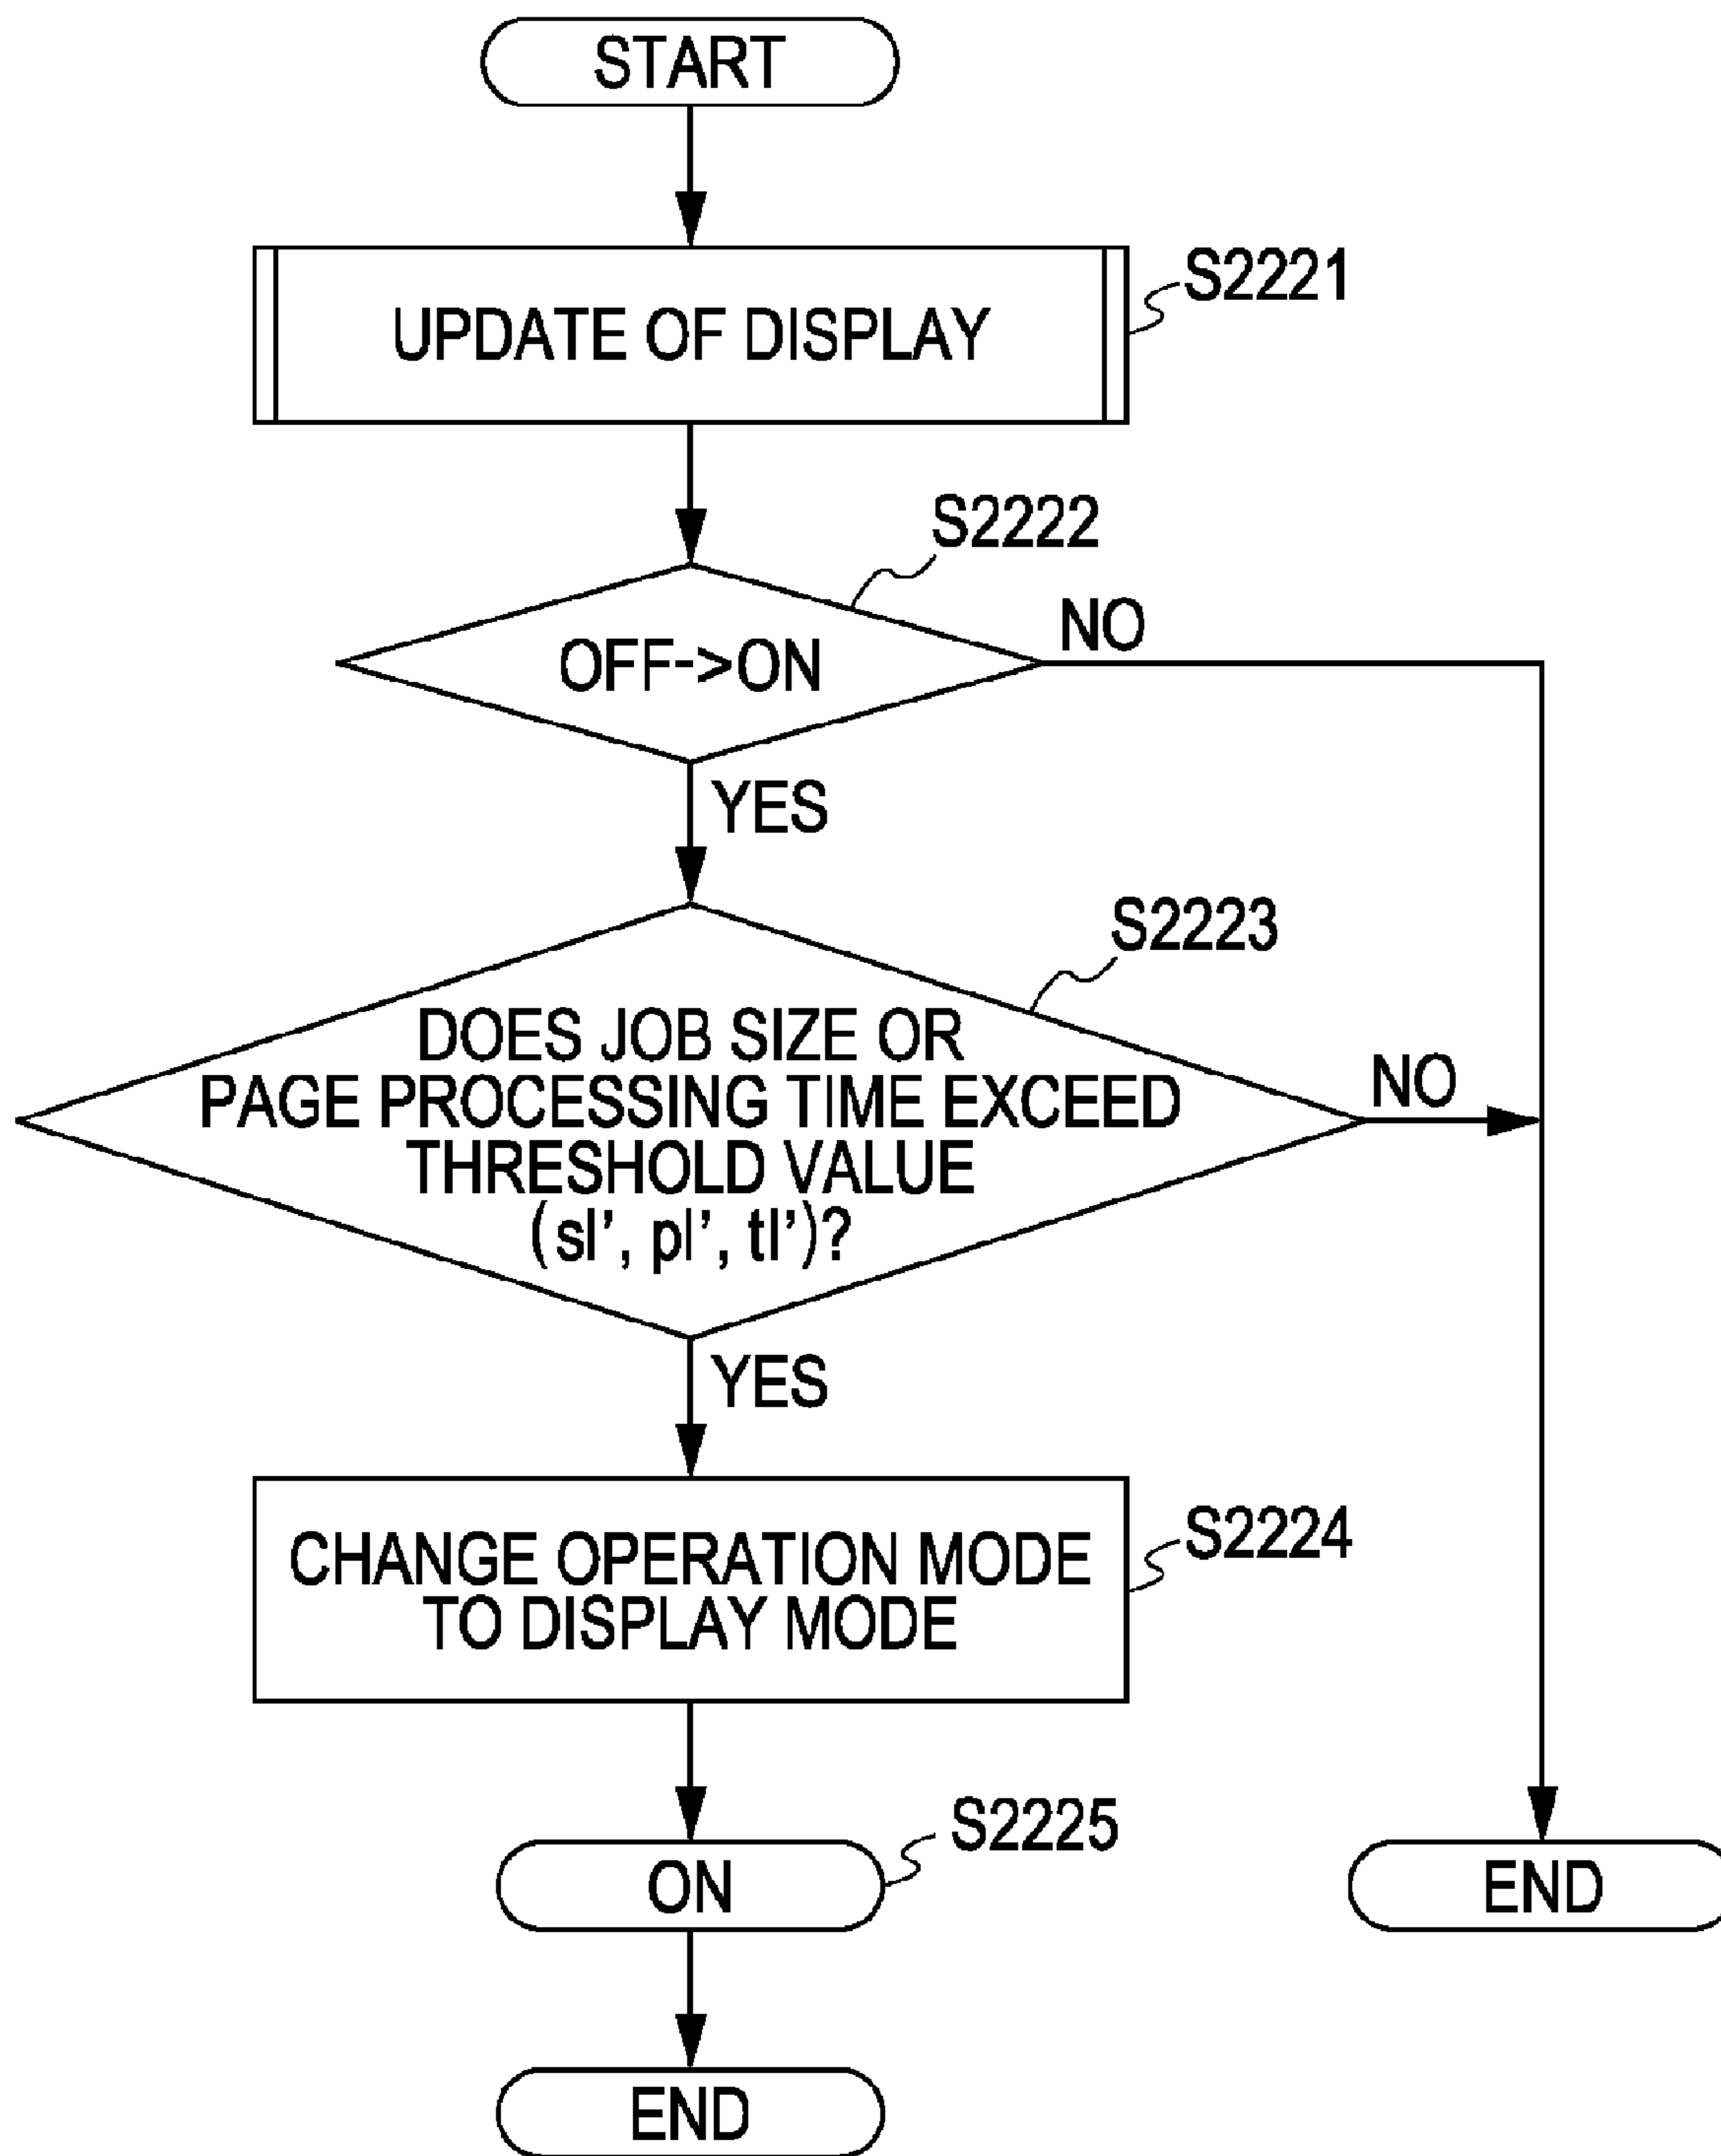 START
UPDATE OF DISPLAY
S2221
S2222
OFF->ON
NO
YES
S2223
DOES JOB SIZE OR
PAGE PROCESSING TIME EXCEED
THRESHOLD VALUE
(sl’, pl’, tl’)?
NO
YES
CHANGE OPERATION MODE
TO DISPLAY MODE
S2224
S2225
ON
END
END